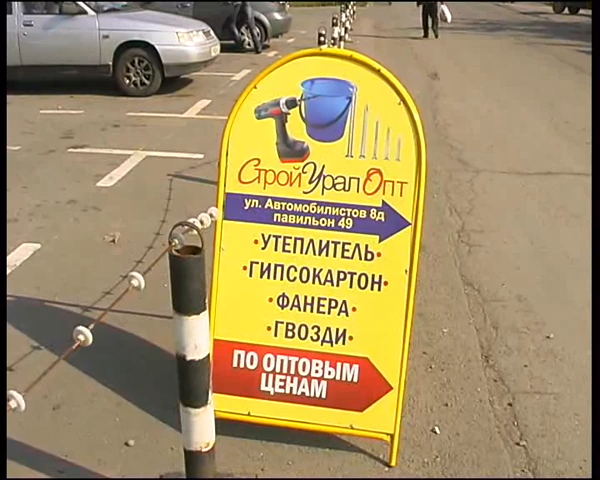 СтройУралОпт
ул. Автомобилистов 8д
павильон 49
•УТЕПЛИТЕЛЬ•
•ГИПСОКАРТОН•
•ФАНЕРА•
•ГВОЗДИ•
ПО ОПТОВЫМ
ЦЕНАМ